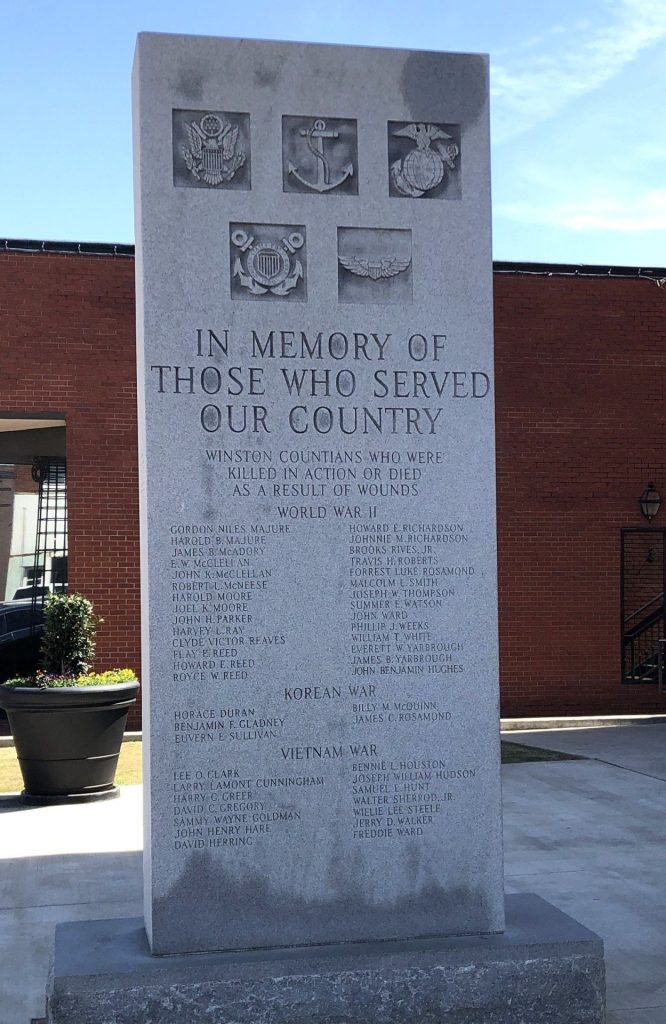 IN MEMORY OF
THOSE WHO SERVED
OUR COUNTRY
WINSTON COUNTIANS WHO WERE
KILLED IN ACTION OR DIED
AS A RESULT OF WOUNDS
WORLD WAR II
GORDON NILES MAJURE
HAROLD B. MAJURE
JAMES B. McADORY
E.W. McCLELLAN
JOHN K. McCLELLAN
ROBERT L. McNEESE
HAROLD MOORE
JOEL K. MOORE
JOHN H. PARKER
HARVEY L. RAY
CLYDE VICTOR REAVES
FLAY E. REED
HOWARD E. REED
ROYCE W. REED
HOWARD E. RICHARDSON
JOHNNIE M. RICHARDSON
BROOKS RIVES, JR.
TRAVIS H. ROBERTS
FORREST LUKE ROSAMOND
MALCOLM L. SMITH
JOSEPH W. THOMPSON
SUMMER E. WATSON
JOHN WARD
PHILLIP J. WEEKS
WILLIAM T. WHITE
EVERETT W. YARBROUGH
JAMES B. YARBROUGH
JOHN BENJAMIN HUGHES
KOREAN WAR
HORACE DURAN
BENJAMIN F. GLADNEY
EUVERN E. SULLIVAN
BILLY M. McQUINN
JAMES C. ROSAMOND
VIETNAM WAR
LEE O. CLARK
LARRY LAMONT CUNNINGHAM
HARRY C. GREER
DAVID C. GREGORY
SAMMY WAYNE GOLDMAN
JOHN HENRY HARE
DAVID HERRING
BENNIE L. HOUSTON
JOSEPH WILLIAM HUDSON
SAMUEL E. HUNT
WALTER SHERROD, JR.
WILLIE LEE STEELE
JERRY D. WALKER
FREDDIE WARD